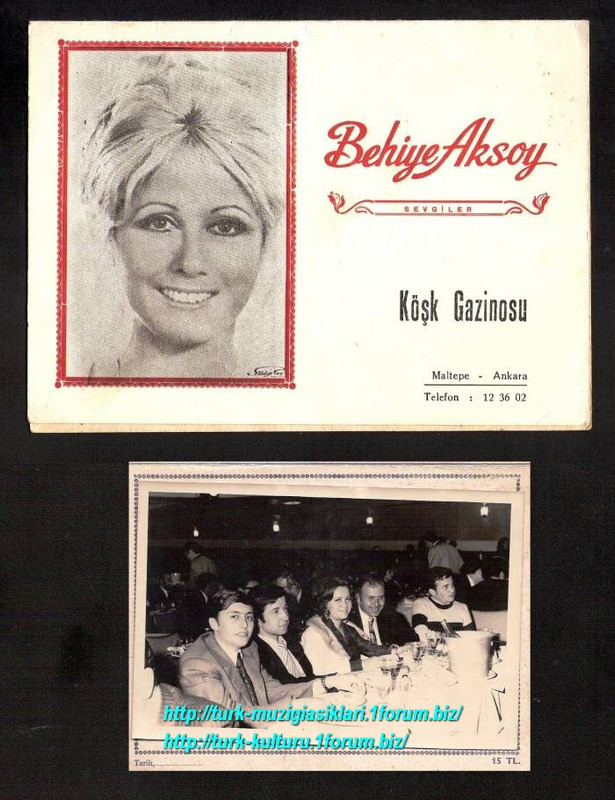 Behiye Aksoy
SEVGİLER
Köşk Gazinosu
Maltepe - Ankara
Telefon : 12 36 02
http://turk-muzigiasiklari.1forum.biz/
http://turk-kulturu.1forum.biz/
Tarih,....................
15 TL.